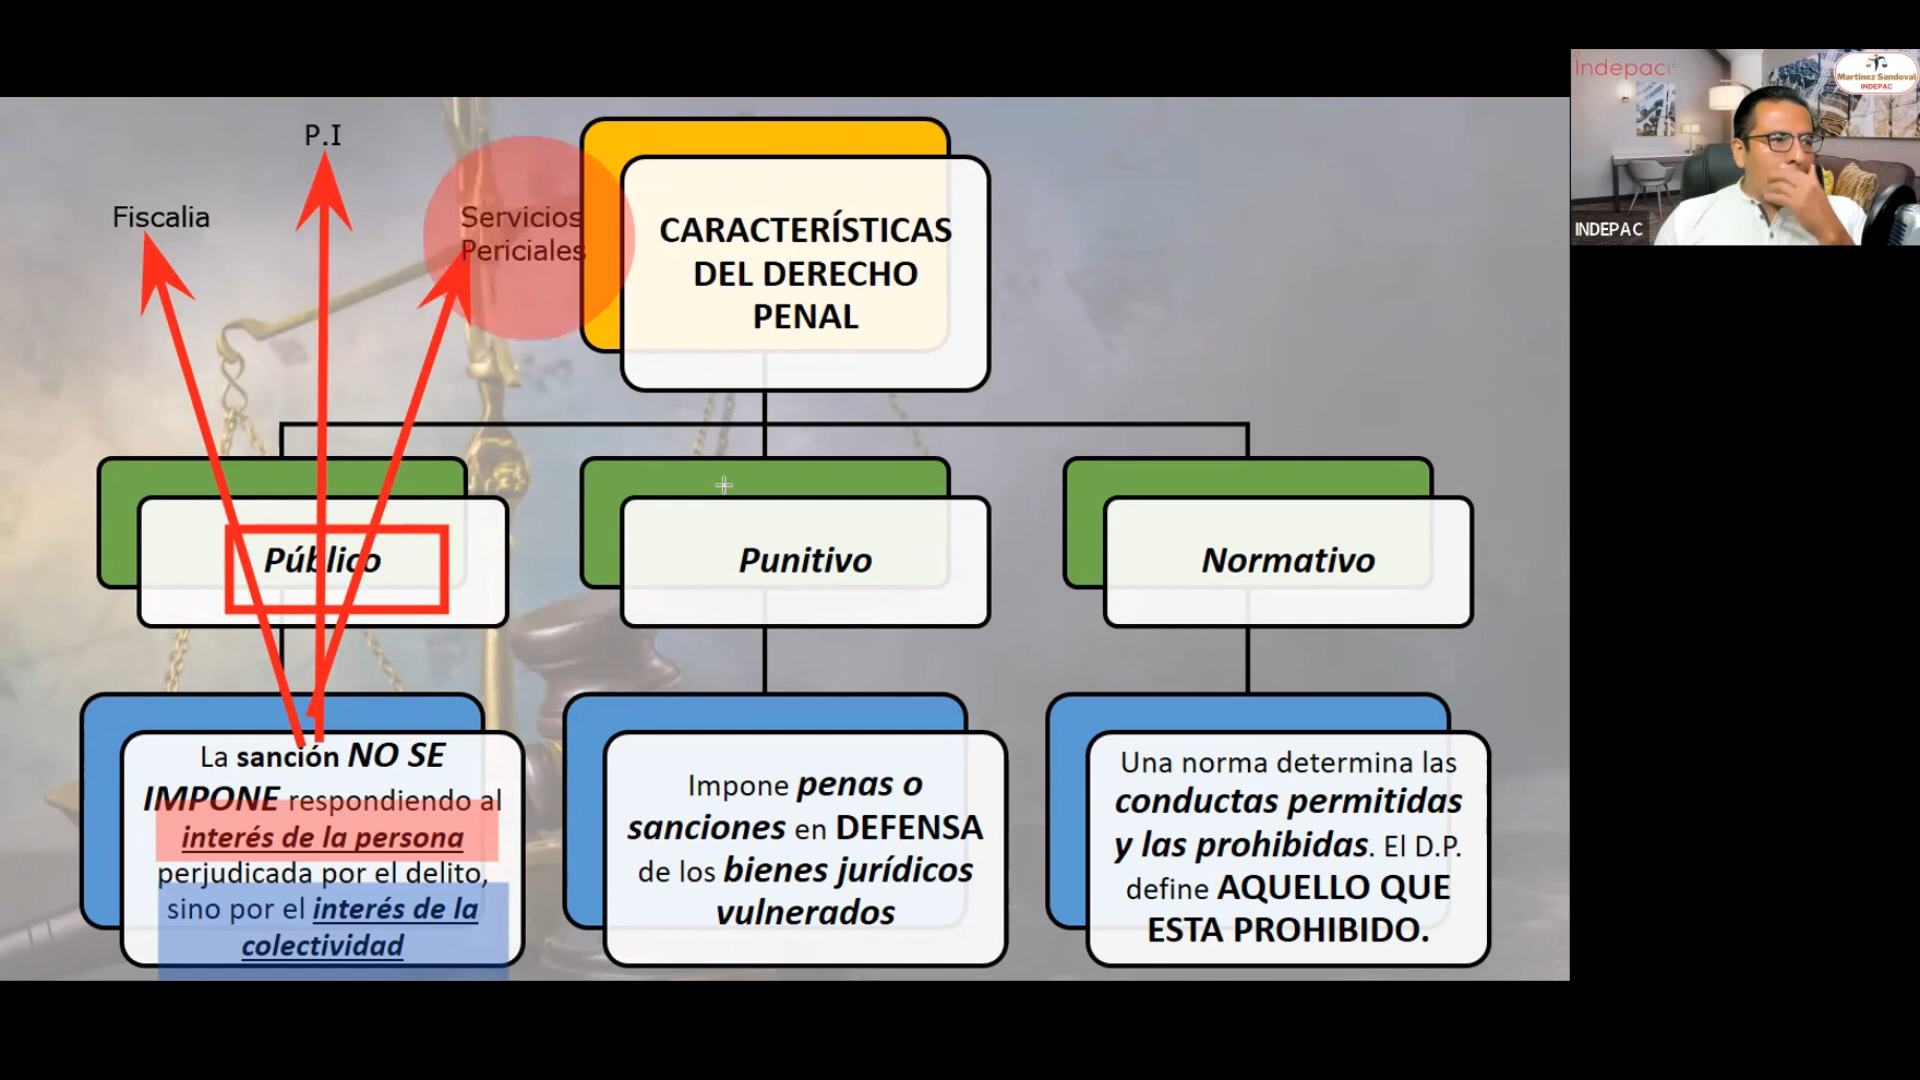 P.I
Fiscalia
Servicios
Periciales
CARACTERÍSTICAS
DEL DERECHO
PENAL
Público
Punitivo
Normativo
La sanción NO SE
IMPONE respondiendo al
interés de la persona
perjudicada por el delito,
sino por el interés de la
colectividad
Impone penas o
sanciones en DEFENSA
de los bienes jurídicos
vulnerados
Una norma determina las
conductas permitidas
y las prohibidas. El D.P.
define AQUELLO QUE
ESTA PROHIBIDO.
Indepac
Martínez Sandoval
INDEPAC
INDEPAC